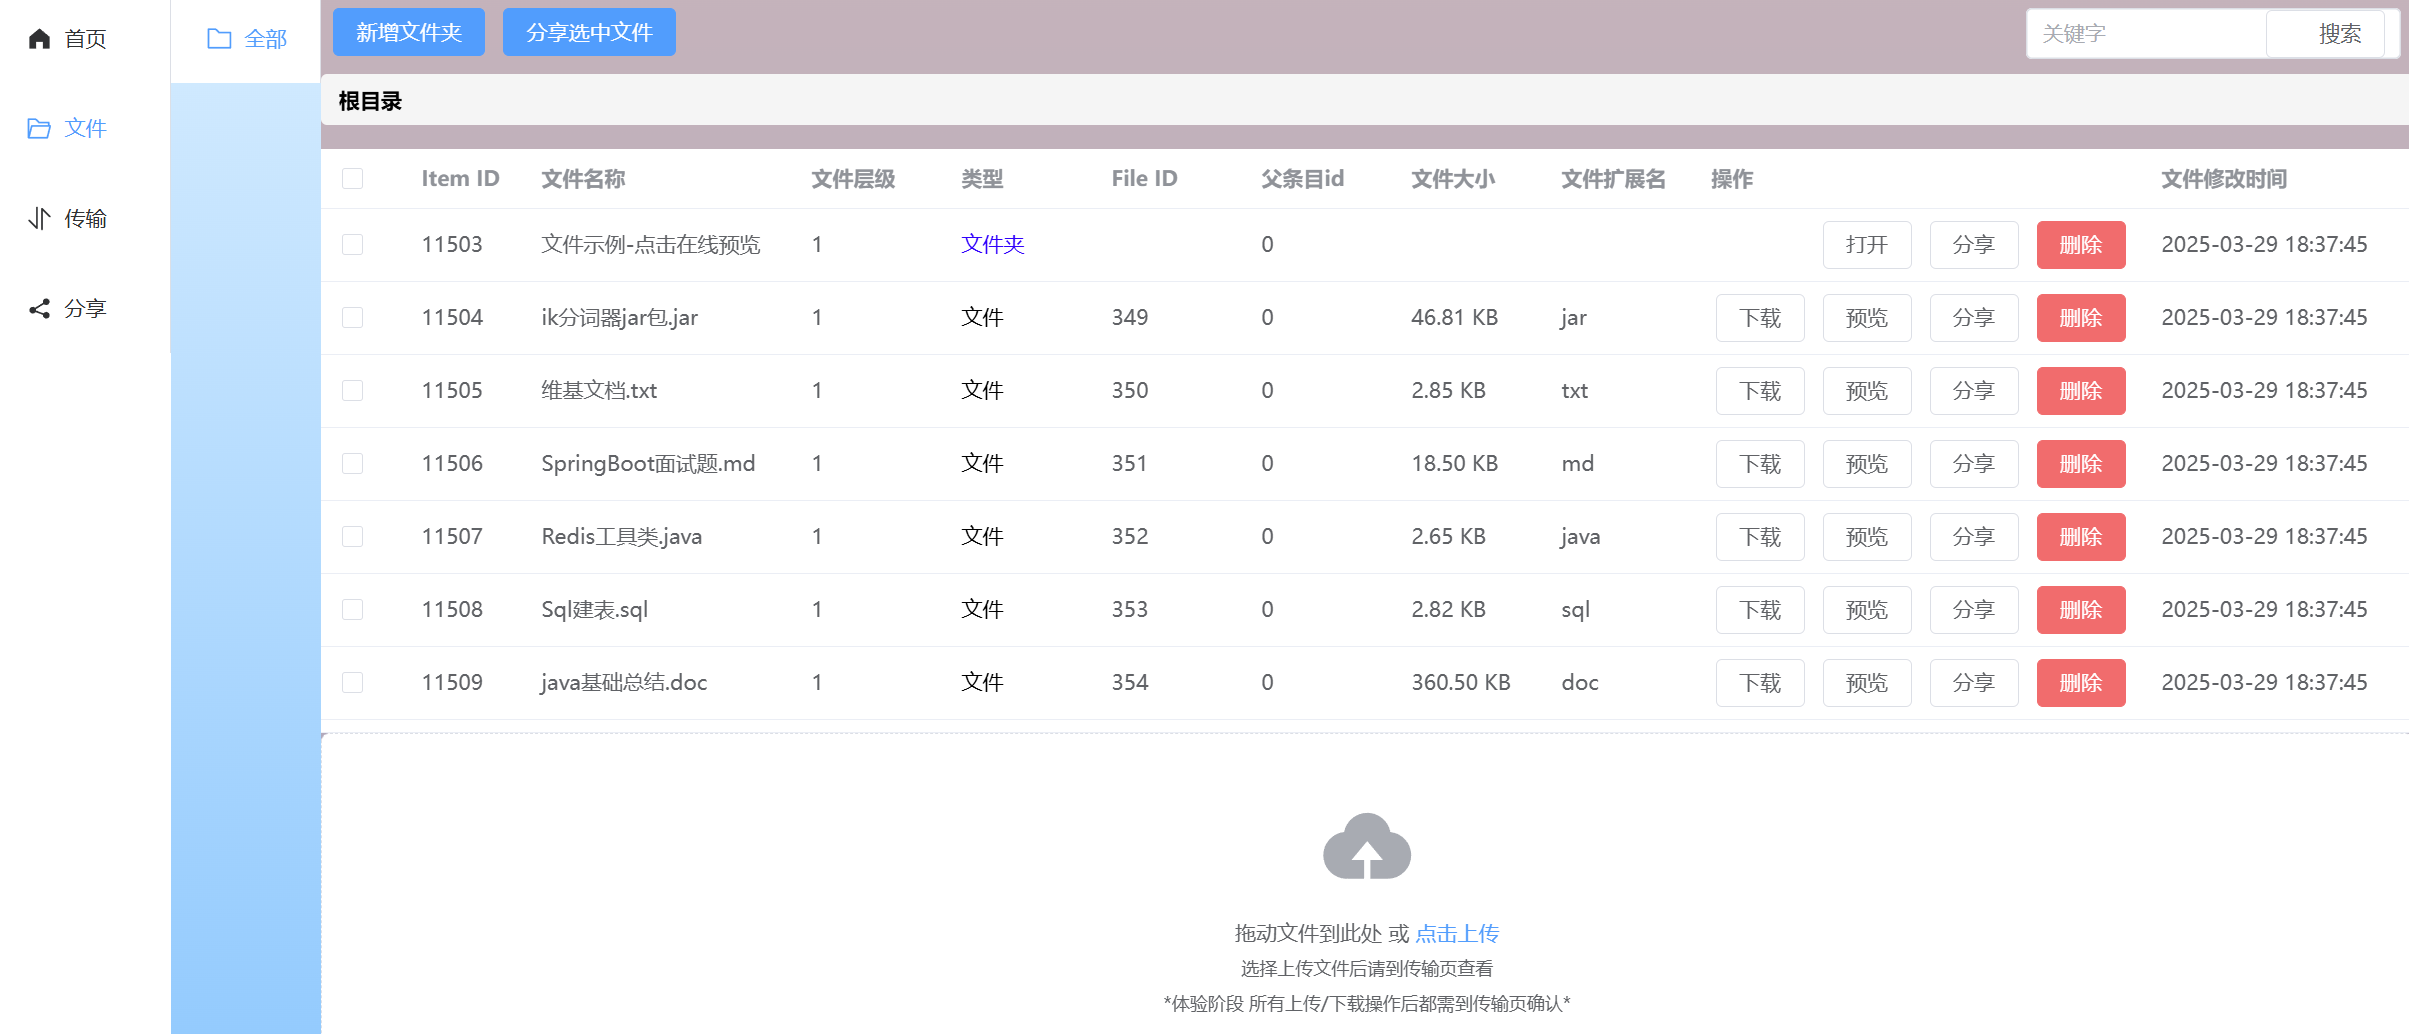 首页
文件
传输
分享
全部
新增文件夹 分享选中文件 关键字 搜索
根目录
Item ID 文件名称 文件层级 类型 File ID 父条目id 文件大小 文件扩展名 操作 文件修改时间
11503 文件示例-点击在线预览 1 文件夹 0 打开 分享 删除 2025-03-29 18:37:45
11504 ik分词器jar包.jar 1 文件 349 0 46.81 KB jar 下载 预览 分享 删除 2025-03-29 18:37:45
11505 维基文档.txt 1 文件 350 0 2.85 KB txt 下载 预览 分享 删除 2025-03-29 18:37:45
11506 SpringBoot面试题.md 1 文件 351 0 18.50 KB md 下载 预览 分享 删除 2025-03-29 18:37:45
11507 Redis工具类.java 1 文件 352 0 2.65 KB java 下载 预览 分享 删除 2025-03-29 18:37:45
11508 Sql建表.sql 1 文件 353 0 2.82 KB sql 下载 预览 分享 删除 2025-03-29 18:37:45
11509 java基础总结.doc 1 文件 354 0 360.50 KB doc 下载 预览 分享 删除 2025-03-29 18:37:45
拖动文件到此处 或 点击上传
选择上传文件后请到传输页查看
*体验阶段 所有上传/下载操作后都需到传输页确认*